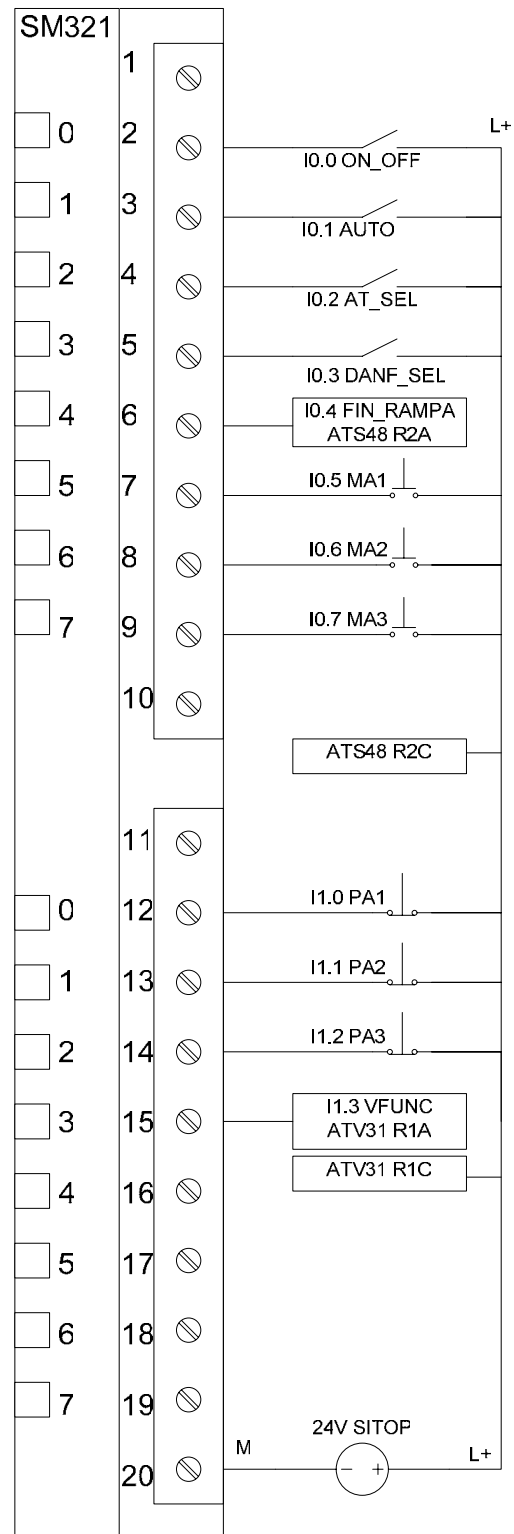 SM321
1
0 2 I0.0 ON_OFF L+
1 3 I0.1 AUTO
2 4 I0.2 AT_SEL
3 5 I0.3 DANF_SEL
4 6 I0.4 FIN_RAMPA
ATS48 R2A
5 7 I0.5 MA1
6 8 I0.6 MA2
7 9 I0.7 MA3
10
ATS48 R2C
11
0 12 I1.0 PA1
1 13 I1.1 PA2
2 14 I1.2 PA3
3 15 I1.3 VFUNC
ATV31 R1A
ATV31 R1C
4 16
5 17
6 18
7 19
24V SITOP
20 M - + L+